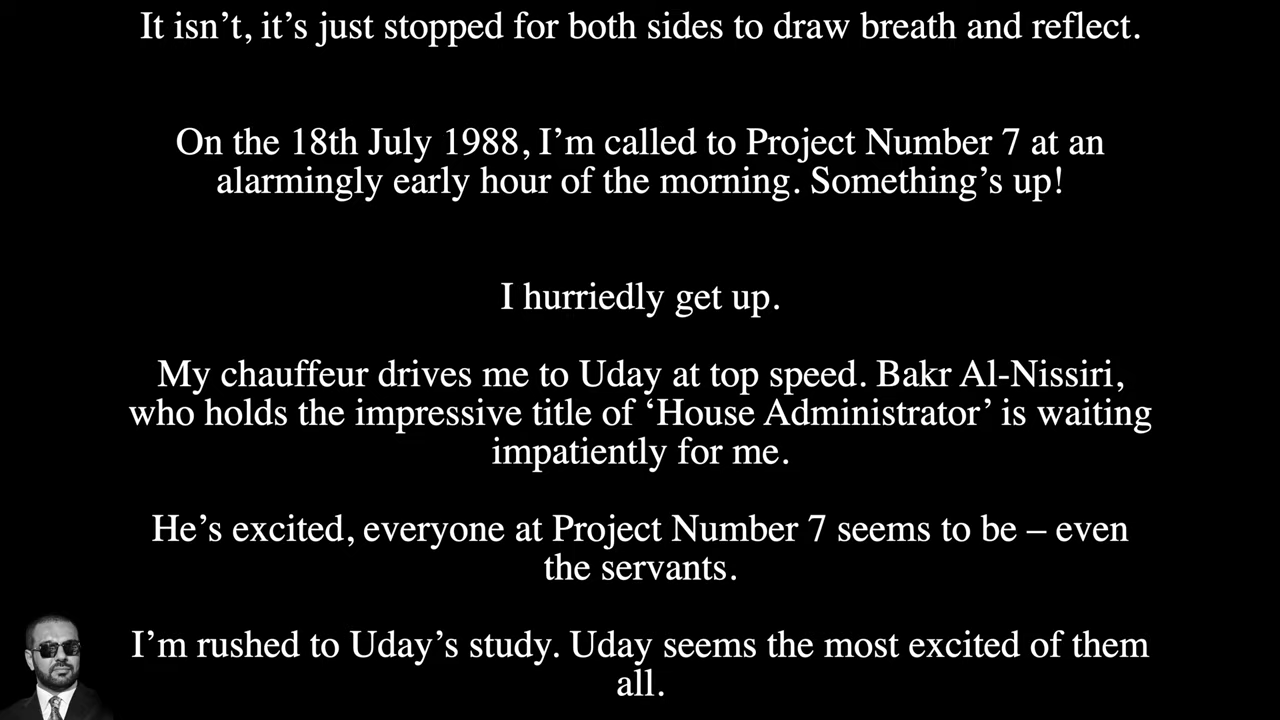 It isn’t, it’s just stopped for both sides to draw breath and reflect.
On the 18th July 1988, I’m called to Project Number 7 at an
alarmingly early hour of the morning. Something’s up!
I hurriedly get up.
My chauffeur drives me to Uday at top speed. Bakr Al-Nissiri,
who holds the impressive title of ‘House Administrator’ is waiting
impatiently for me.
He’s excited, everyone at Project Number 7 seems to be – even
the servants.
I’m rushed to Uday’s study. Uday seems the most excited of them
all.